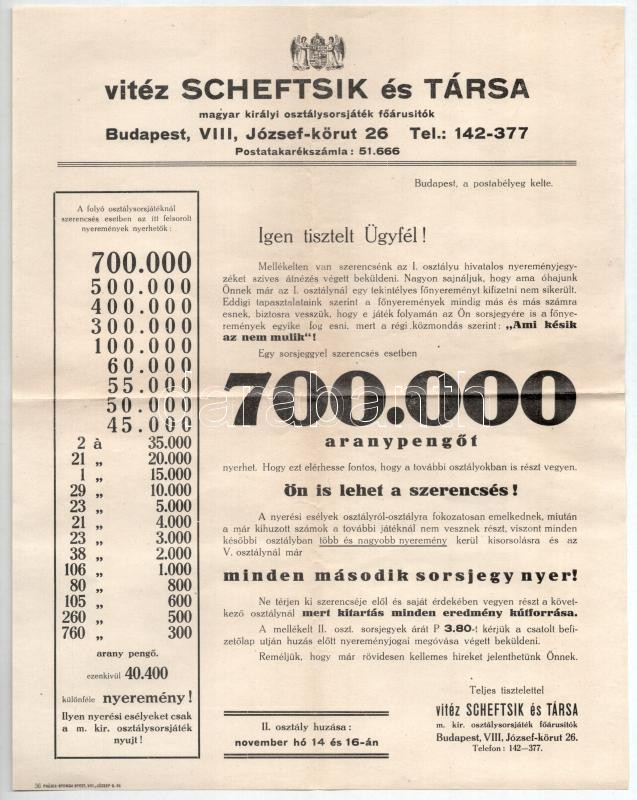 vitéz SCHEFTSIK és TÁRSA
magyar királyi osztálysorsjáték főárusitók
Budapest, VIII, József-körut 26 Tel.: 142-377
Postatakarékszámla: 51.666
Budapest, a postabélyeg kelte.
A folyó osztálysorsjátéknál
szerencsés esetben az itt felsorolt
nyeremények nyerhetők:
700.000
500.000
400.000
300.000
100.000
60.000
55.000
50.000
45.000
2 à 35.000
21 „ 20.000
1 „ 15.000
29 „ 10.000
23 „ 5.000
21 „ 4.000
23 „ 3.000
38 „ 2.000
106 „ 1.000
80 „ 800
105 „ 600
260 „ 500
760 „ 300
arany pengő.
ezenkivül 40.400
különféle nyeremény!
Ilyen nyerési esélyeket csak
a m. kir. osztálysorsjáték
nyujt!
Igen tisztelt Ügyfél!
Mellékelten van szerencsénk az I. osztályu hivatalos nyereményjegy-
zéket szives átnézés végett beküldeni. Nagyon sajnáljuk, hogy ama óhajunk
Önnek már az I. osztálynál egy tekintélyes főnyereményt kifizetni nem sikerült.
Eddigi tapasztalataink szerint a főnyeremények mindig más és más számra
esnek, biztosra vesszük, hogy e játék folyamán az Ön sorsjegyére is a főnye-
remények egyike fog esni, mert a régi közmondás szerint: „Ami késik
az nem mulik"!
Egy sorsjeggyel szerencsés esetben
700.000
aranypengőt
nyerhet. Hogy ezt elérhesse fontos, hogy a további osztályokban is részt vegyen.
Ön is lehet a szerencsés!
A nyerési esélyek osztályról-osztályra fokozatosan emelkednek, miután
a már kihuzott számok a további játéknál nem vesznek részt, viszont minden
későbbi osztályban több és nagyobb nyeremény kerül kisorsolásra és az
V. osztálynál már
minden második sorsjegy nyer!
Ne térjen ki szerencséje elől és saját érdekében vegyen részt a követ-
kező osztálynál mert kitartás minden eredmény kútforrása.
A mellékelt II. oszt. sorsjegyek árát P 3.80-t kérjük a csatolt befi-
zetőlap utján huzás előtt nyereményjogai megóvása végett beküldeni.
Reméljük, hogy már rövidesen kellemes hireket jelenthetünk Önnek.
Teljes tisztelettel
vitéz SCHEFTSIK és TÁRSA
m. kir. osztálysorsjáték főárusitók
Budapest, VIII, József-körut 26.
Telefon: 142—377.
II. osztály huzása:
november hó 14 és 16-án
darabanth